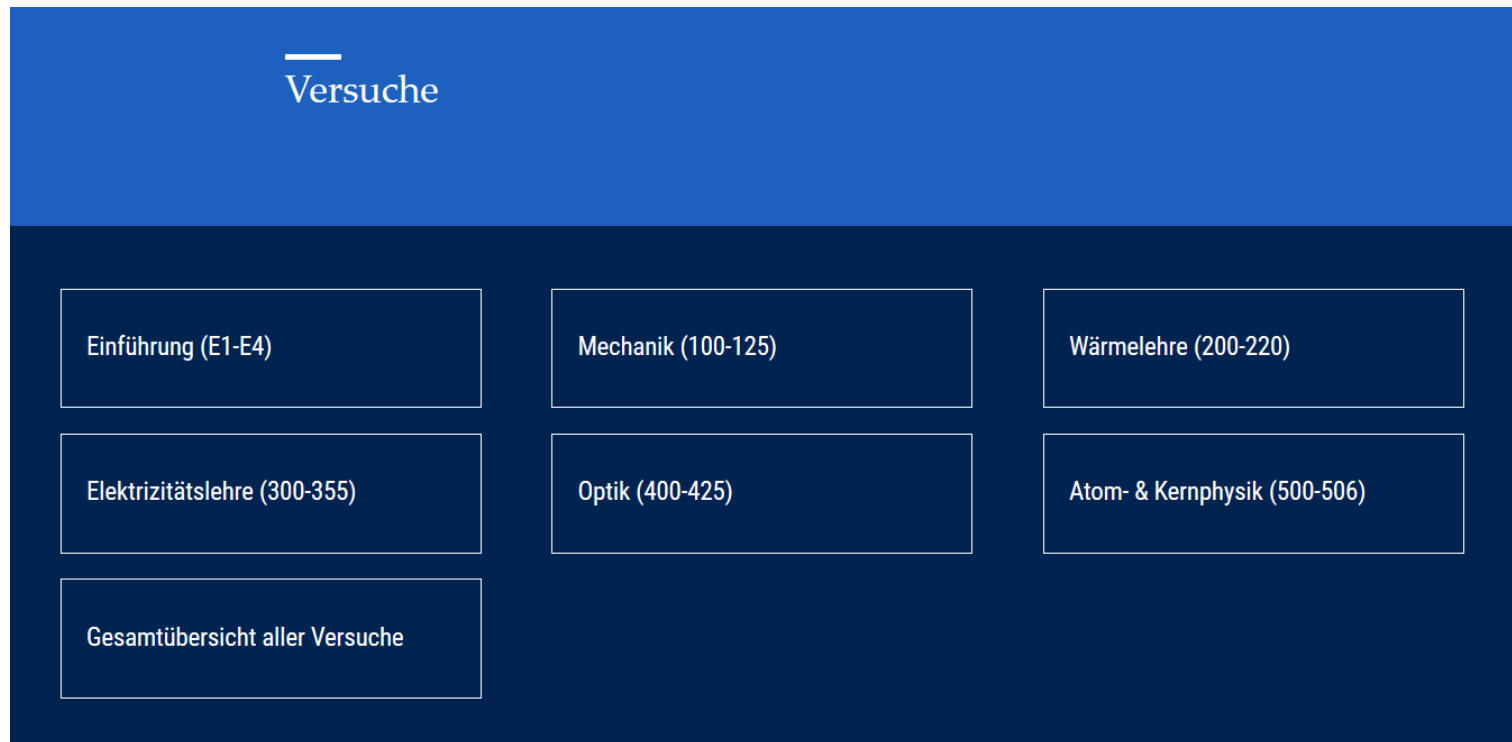 Versuche
Einführung (E1-E4)
Mechanik (100-125)
Wärmelehre (200-220)
Elektrizitätslehre (300-355)
Optik (400-425)
Atom- & Kernphysik (500-506)
Gesamtübersicht aller Versuche